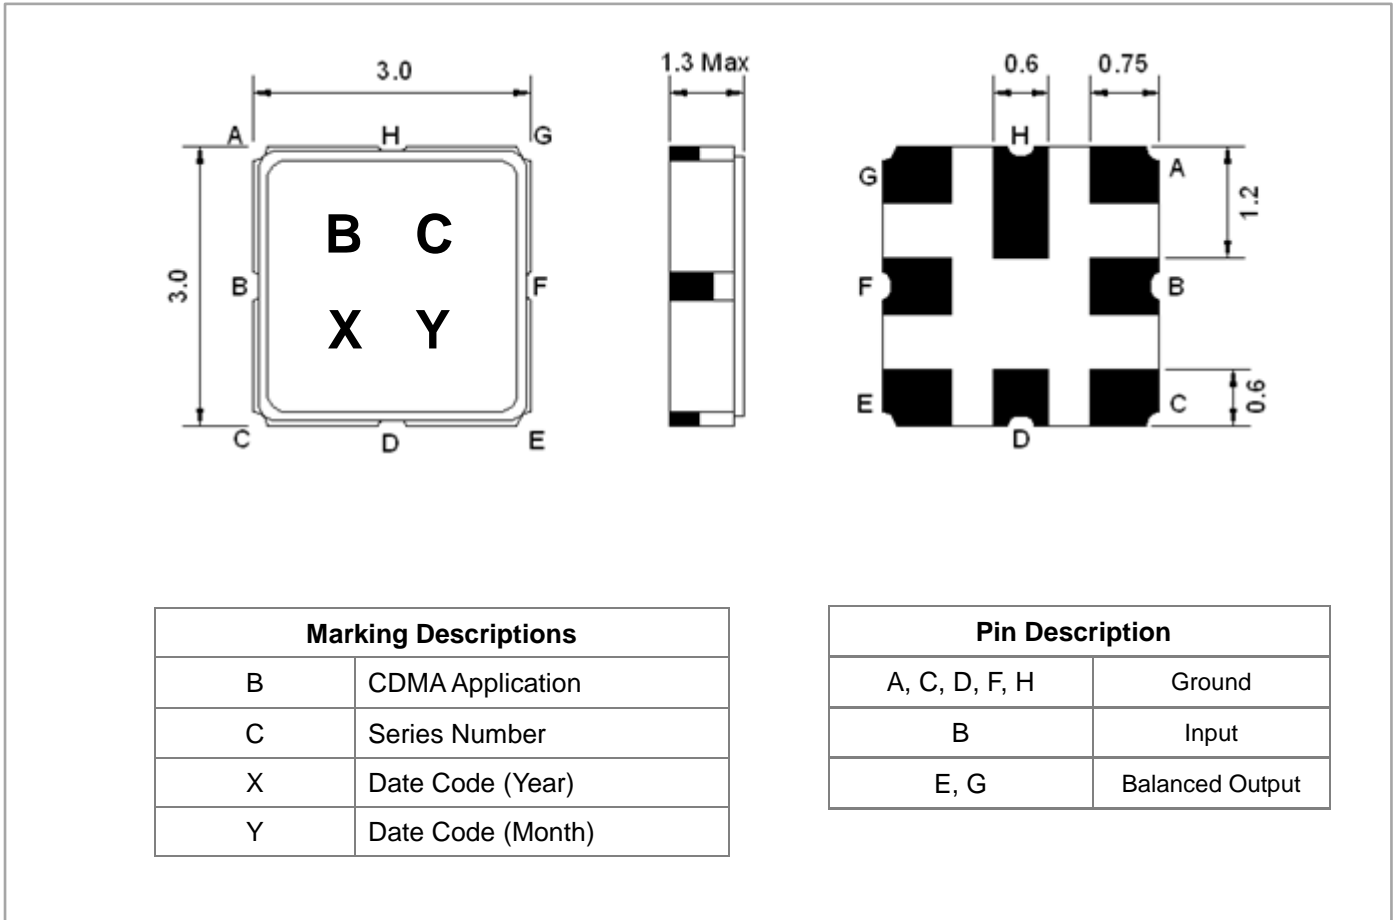 3.0
1.3 Max
0.6 0.75
A H G
H
G A
B C
1.2
3.0
B F
F B
X Y
E C
0.6
C D E
D
Marking Descriptions
B CDMA Application
C Series Number
X Date Code (Year)
Y Date Code (Month)
Pin Description
A, C, D, F, H Ground
B Input
E, G Balanced Output